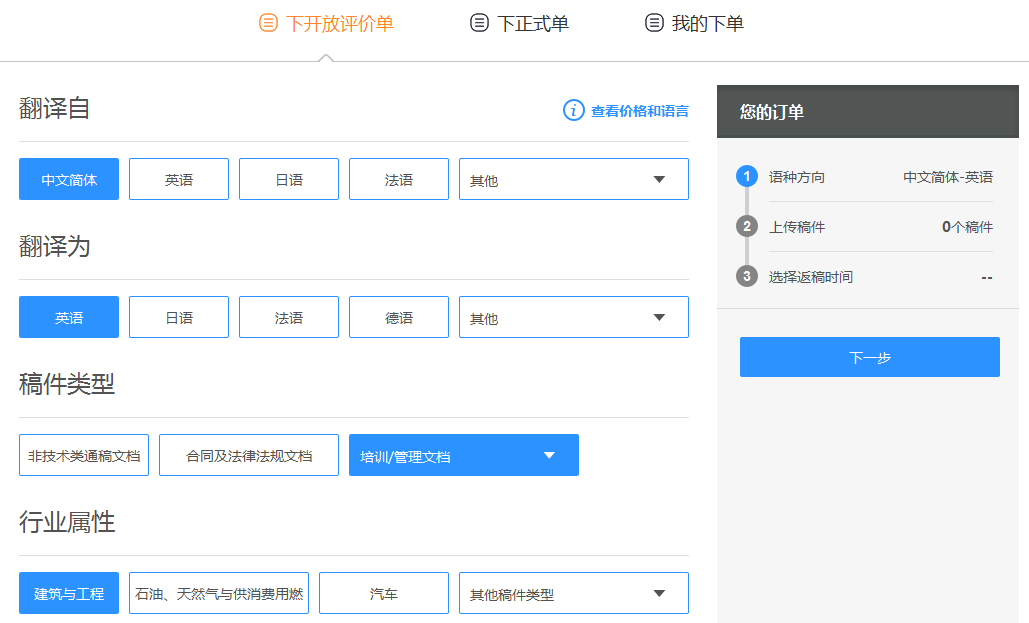 下开放评价单
下正式单
我的下单
翻译自
查看价格和语言
中文简体
英语
日语
法语
其他
翻译为
英语
日语
法语
德语
其他
稿件类型
非技术类通稿文档
合同及法律法规文档
培训/管理文档
行业属性
建筑与工程
石油、天然气与供消费用燃
汽车
其他稿件类型
您的订单
1 语种方向 中文简体-英语
2 上传稿件 0个稿件
3 选择返稿时间 --
下一步